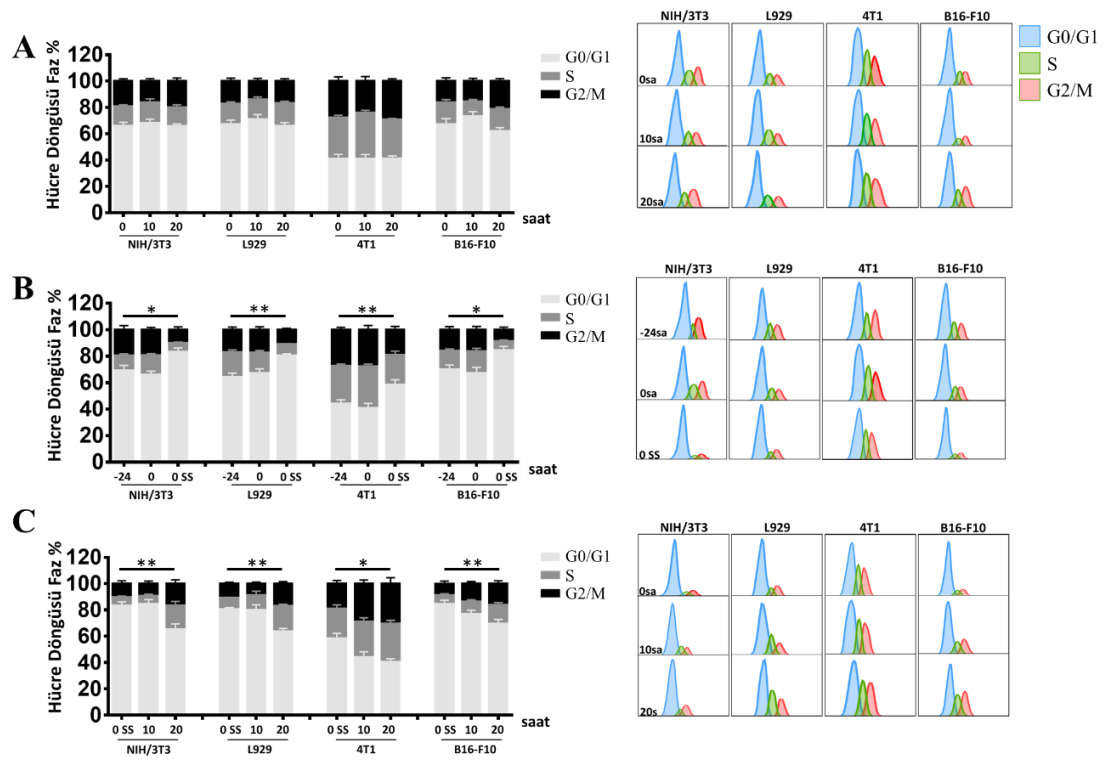 A
Hücre Döngüsü Faz %
120
100
80
60
40
20
0
G0/G1
S
G2/M
0 10 20 0 10 20 0 10 20 0 10 20
saat
NIH/3T3 L929 4T1 B16-F10
NIH/3T3 L929 4T1 B16-F10
0sa
10sa
20sa
G0/G1
S
G2/M
B
Hücre Döngüsü Faz %
120
100
80
60
40
20
0
* ** ** *
G0/G1
S
G2/M
-24 0 0 SS -24 0 0 SS -24 0 0 SS -24 0 0 SS
saat
NIH/3T3 L929 4T1 B16-F10
NIH/3T3 L929 4T1 B16-F10
-24sa
0sa
0 SS
C
Hücre Döngüsü Faz %
120
100
80
60
40
20
0
** ** * **
G0/G1
S
G2/M
0 SS 10 20 0 SS 10 20 0 SS 10 20 0 SS 10 20
saat
NIH/3T3 L929 4T1 B16-F10
NIH/3T3 L929 4T1 B16-F10
0sa
10sa
20s